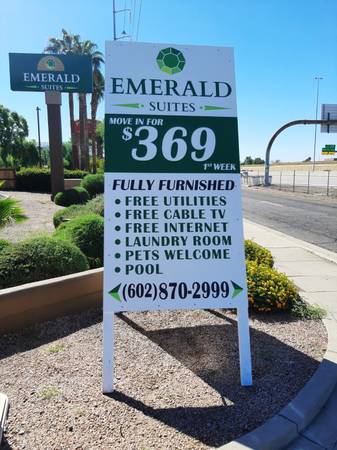 EMERALD
SUITES
EMERALD
SUITES
MOVE IN FOR
$369
1ST WEEK
FULLY FURNISHED
• FREE UTILITIES
• FREE CABLE TV
• FREE INTERNET
• LAUNDRY ROOM
• PETS WELCOME
• POOL
(602)870-2999